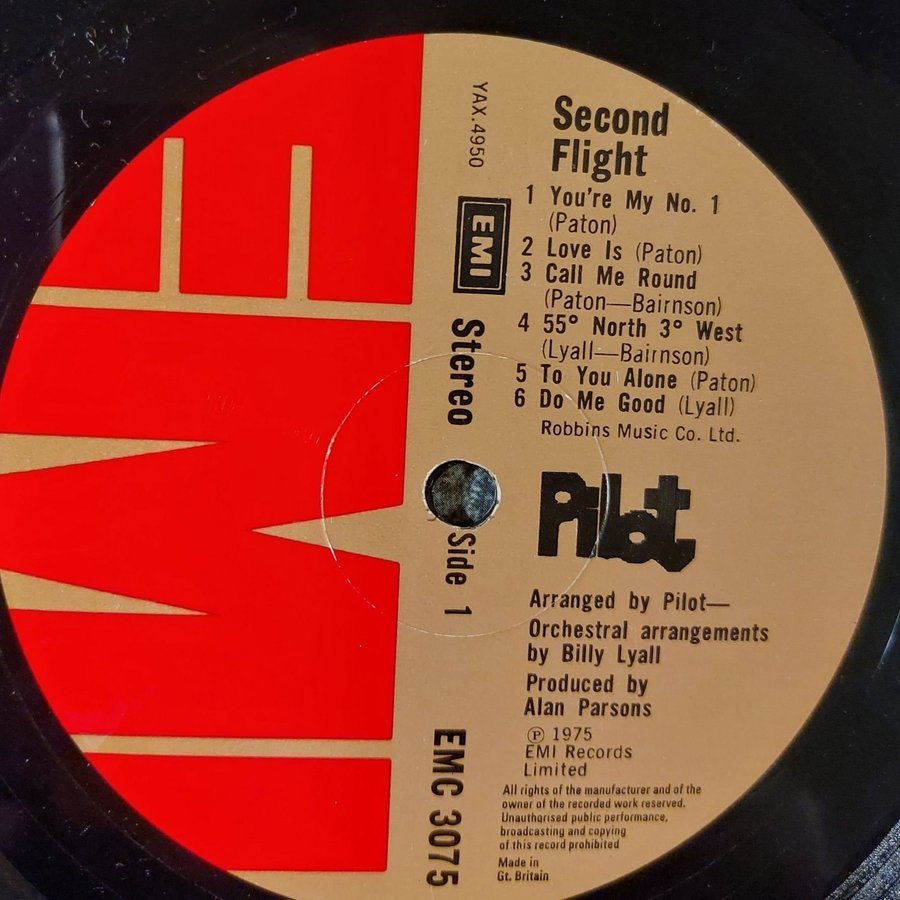 YAX.4950
EMI
Stereo
Side 1
EMC 3075
Second
Flight
1 You're My No. 1
(Paton)
2 Love Is (Paton)
3 Call Me Round
(Paton—Bairnson)
4 55° North 3° West
(Lyall—Bairnson)
5 To You Alone (Paton)
6 Do Me Good (Lyall)
Robbins Music Co. Ltd.
Pilot
Arranged by Pilot—
Orchestral arrangements
by Billy Lyall
Produced by
Alan Parsons
℗ 1975
EMI Records
Limited
All rights of the manufacturer and of the
owner of the recorded work reserved.
Unauthorised public performance,
broadcasting and copying
of this record prohibited
Made in
Gt. Britain
EMI